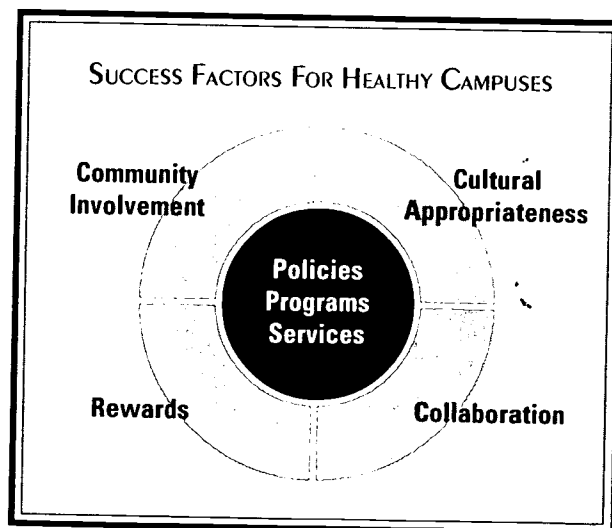 Success Factors For Healthy Campuses
Community
Involvement
Cultural
Appropriateness
Policies
Programs
Services
Rewards
Collaboration